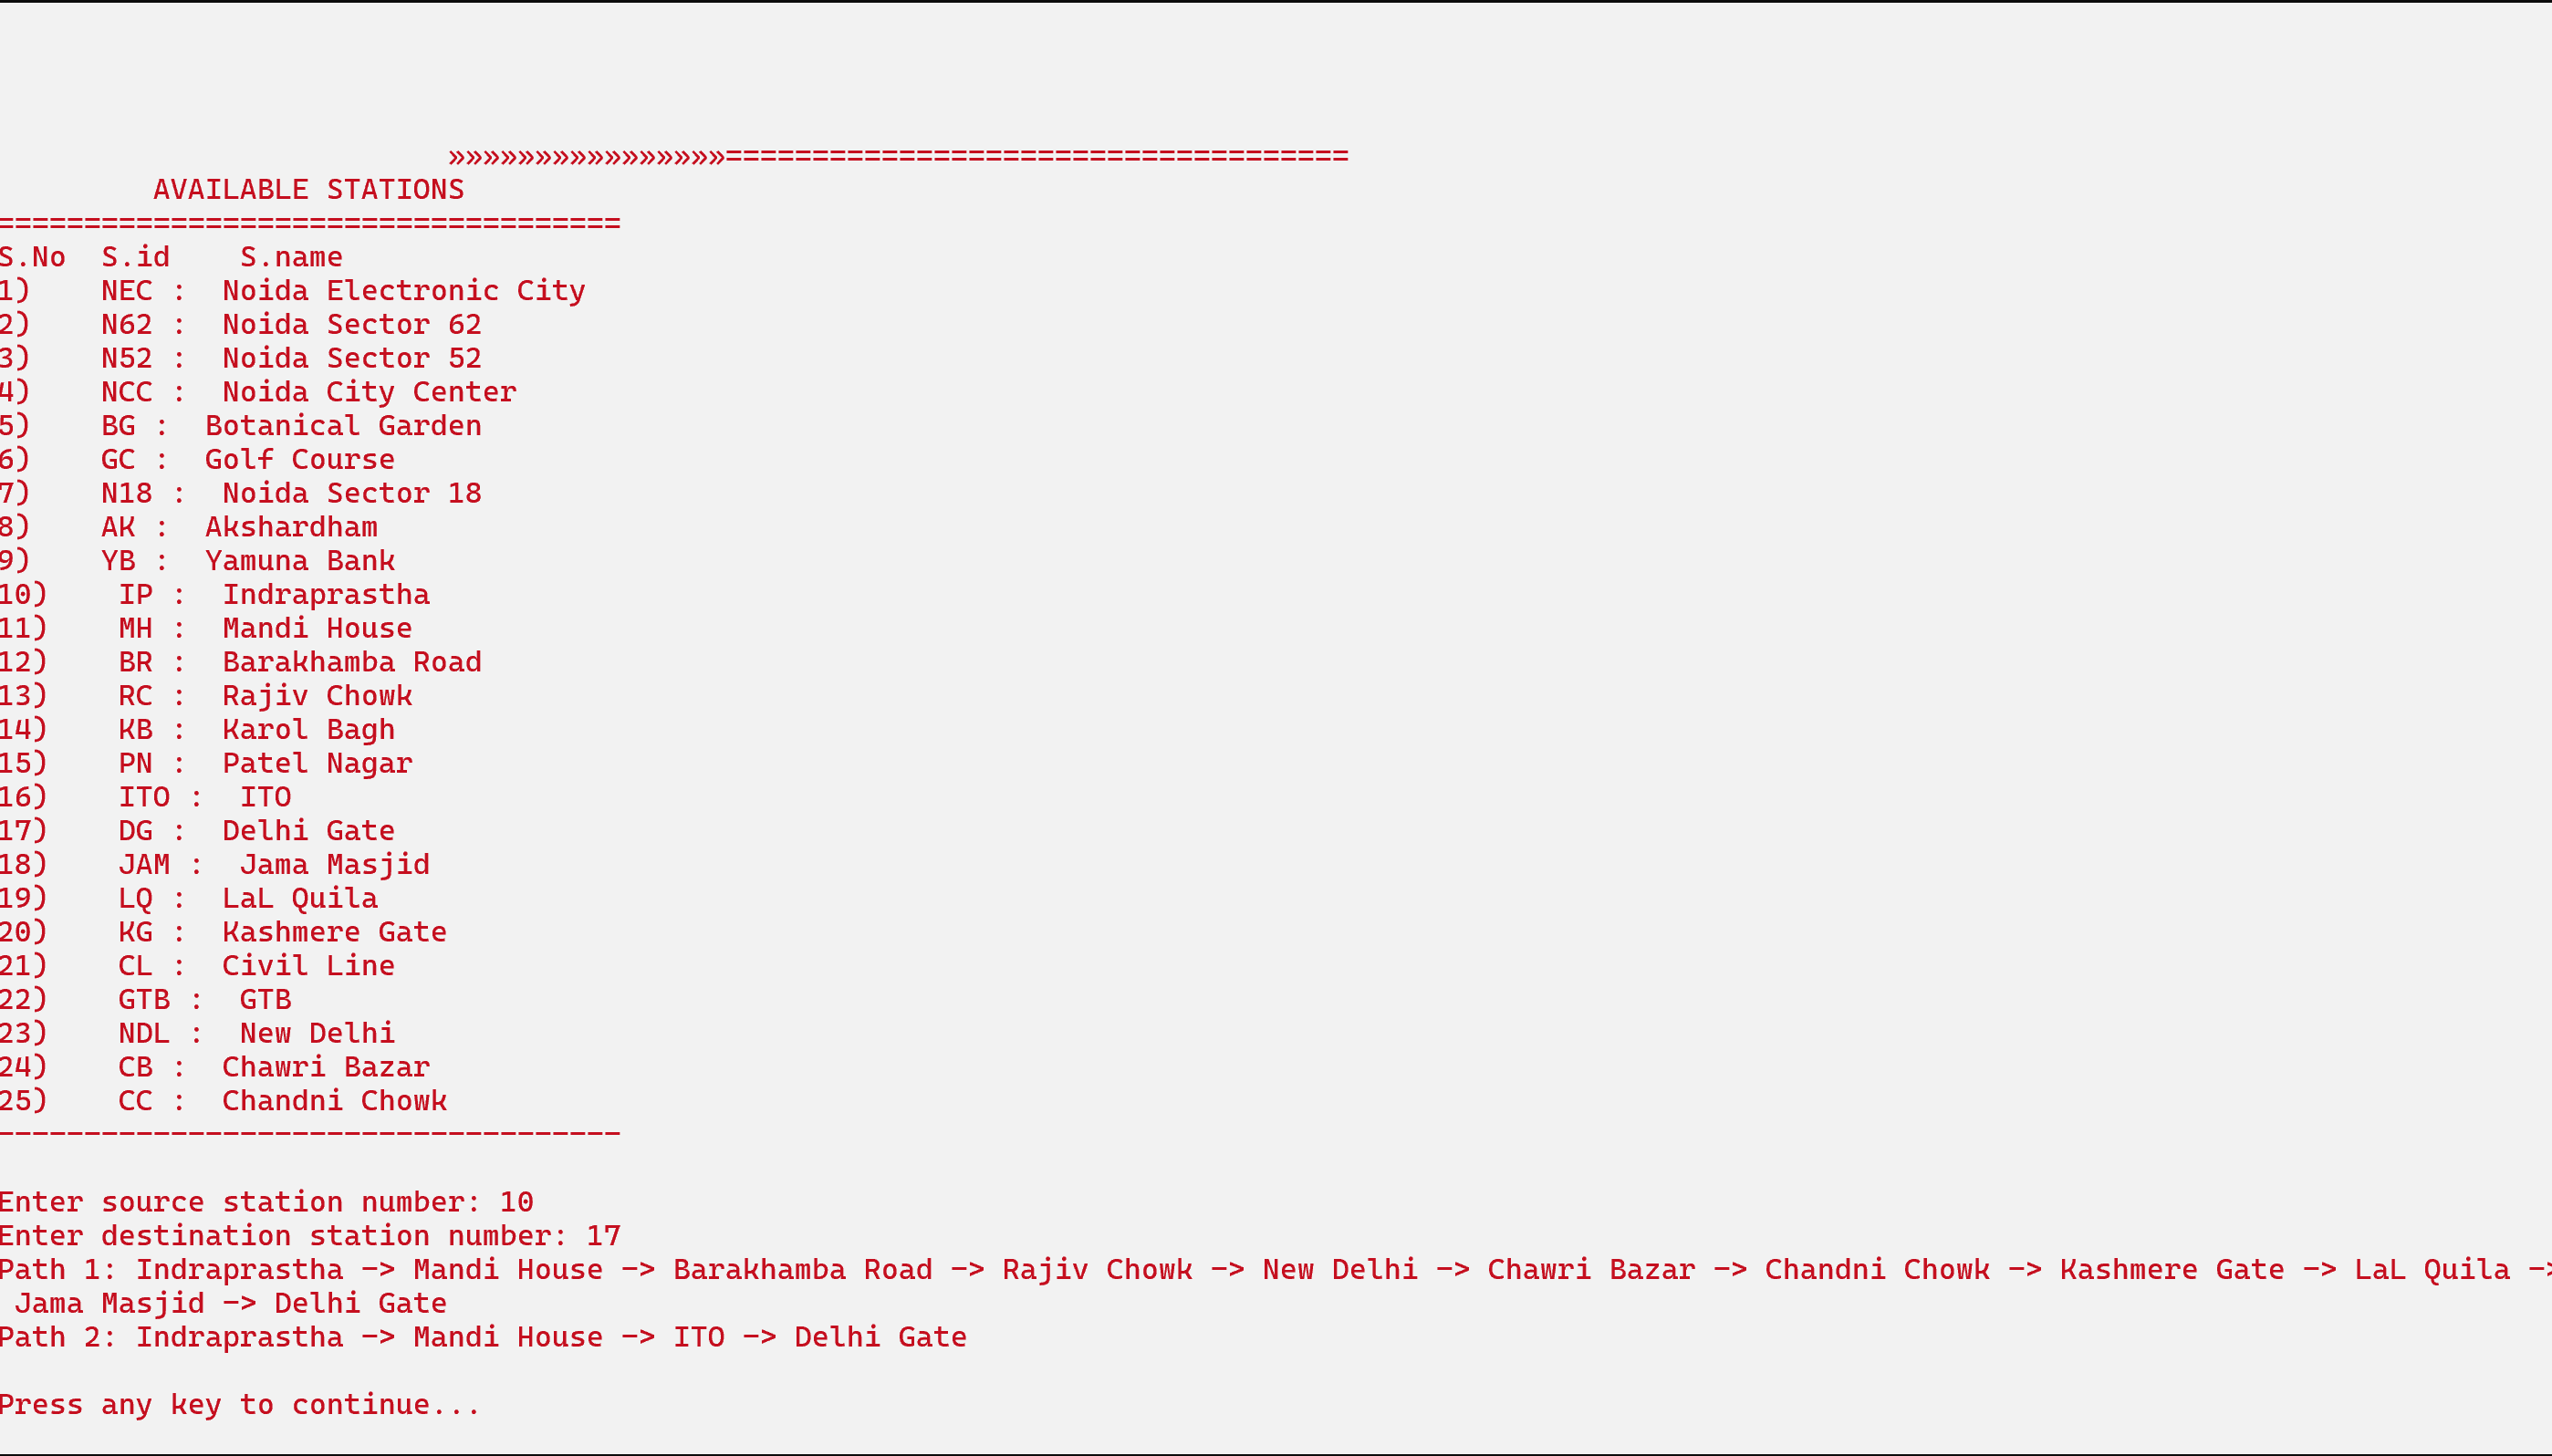 »»»»»»»»»»»»»»»»====================================
AVAILABLE STATIONS
====================================
S.No  S.id    S.name
1)    NEC :  Noida Electronic City
2)    N62 :  Noida Sector 62
3)    N52 :  Noida Sector 52
4)    NCC :  Noida City Center
5)    BG :  Botanical Garden
6)    GC :  Golf Course
7)    N18 :  Noida Sector 18
8)    AK :  Akshardham
9)    YB :  Yamuna Bank
10)    IP :  Indraprastha
11)    MH :  Mandi House
12)    BR :  Barakhamba Road
13)    RC :  Rajiv Chowk
14)    KB :  Karol Bagh
15)    PN :  Patel Nagar
16)    ITO :  ITO
17)    DG :  Delhi Gate
18)    JAM :  Jama Masjid
19)    LQ :  LaL Quila
20)    KG :  Kashmere Gate
21)    CL :  Civil Line
22)    GTB :  GTB
23)    NDL :  New Delhi
24)    CB :  Chawri Bazar
25)    CC :  Chandni Chowk
------------------------------------
Enter source station number: 10
Enter destination station number: 17
Path 1: Indraprastha -> Mandi House -> Barakhamba Road -> Rajiv Chowk -> New Delhi -> Chawri Bazar -> Chandni Chowk -> Kashmere Gate -> LaL Quila ->
Jama Masjid -> Delhi Gate
Path 2: Indraprastha -> Mandi House -> ITO -> Delhi Gate
Press any key to continue...